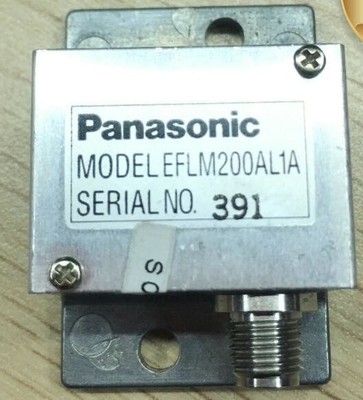 Panasonic
MODEL EFLM200AL1A
SERIAL NO. 391